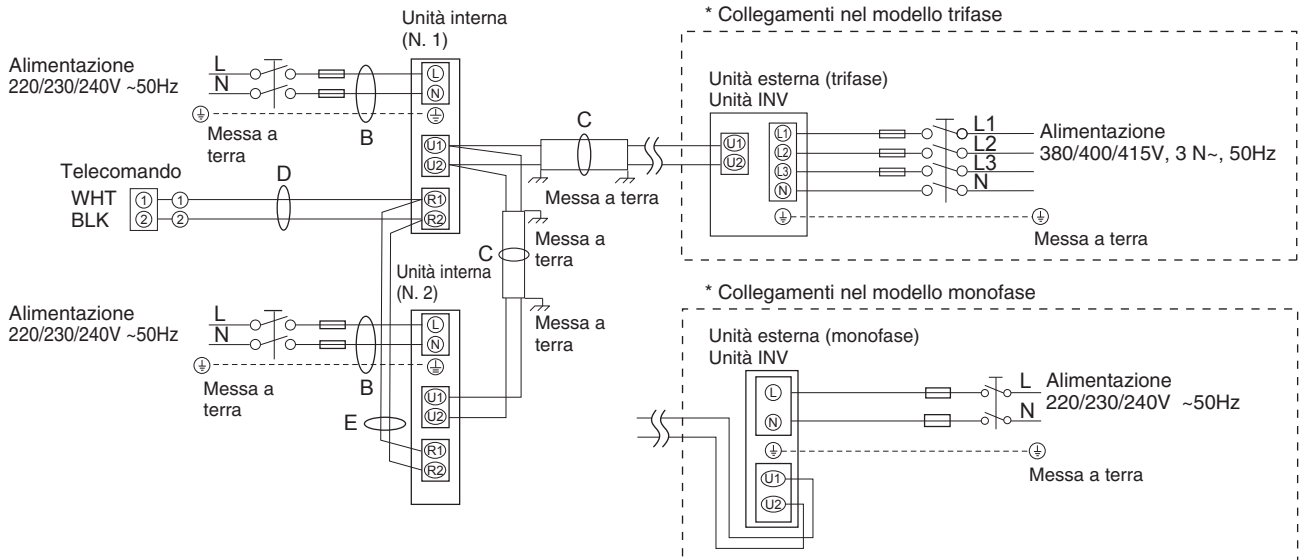 Unità interna
(N. 1)
Alimentazione
220/230/240V ~50Hz
L
N
L
N
Messa a
terra
B
U1
U2
Telecomando
WHT
BLK
1
2
1
2
D
R1
R2
C
Messa a terra
C
Messa a
terra
Messa a
terra
Unità interna
(N. 2)
Alimentazione
220/230/240V ~50Hz
L
N
L
N
Messa a
terra
B
U1
U2
E
R1
R2
* Collegamenti nel modello trifase
Unità esterna (trifase)
Unità INV
U1
U2
L1
L2
L3
N
L1
L2
L3
N
Alimentazione
380/400/415V, 3 N~, 50Hz
Messa a terra
* Collegamenti nel modello monofase
Unità esterna (monofase)
Unità INV
L
N
U1
U2
L
N
Alimentazione
220/230/240V ~50Hz
Messa a terra